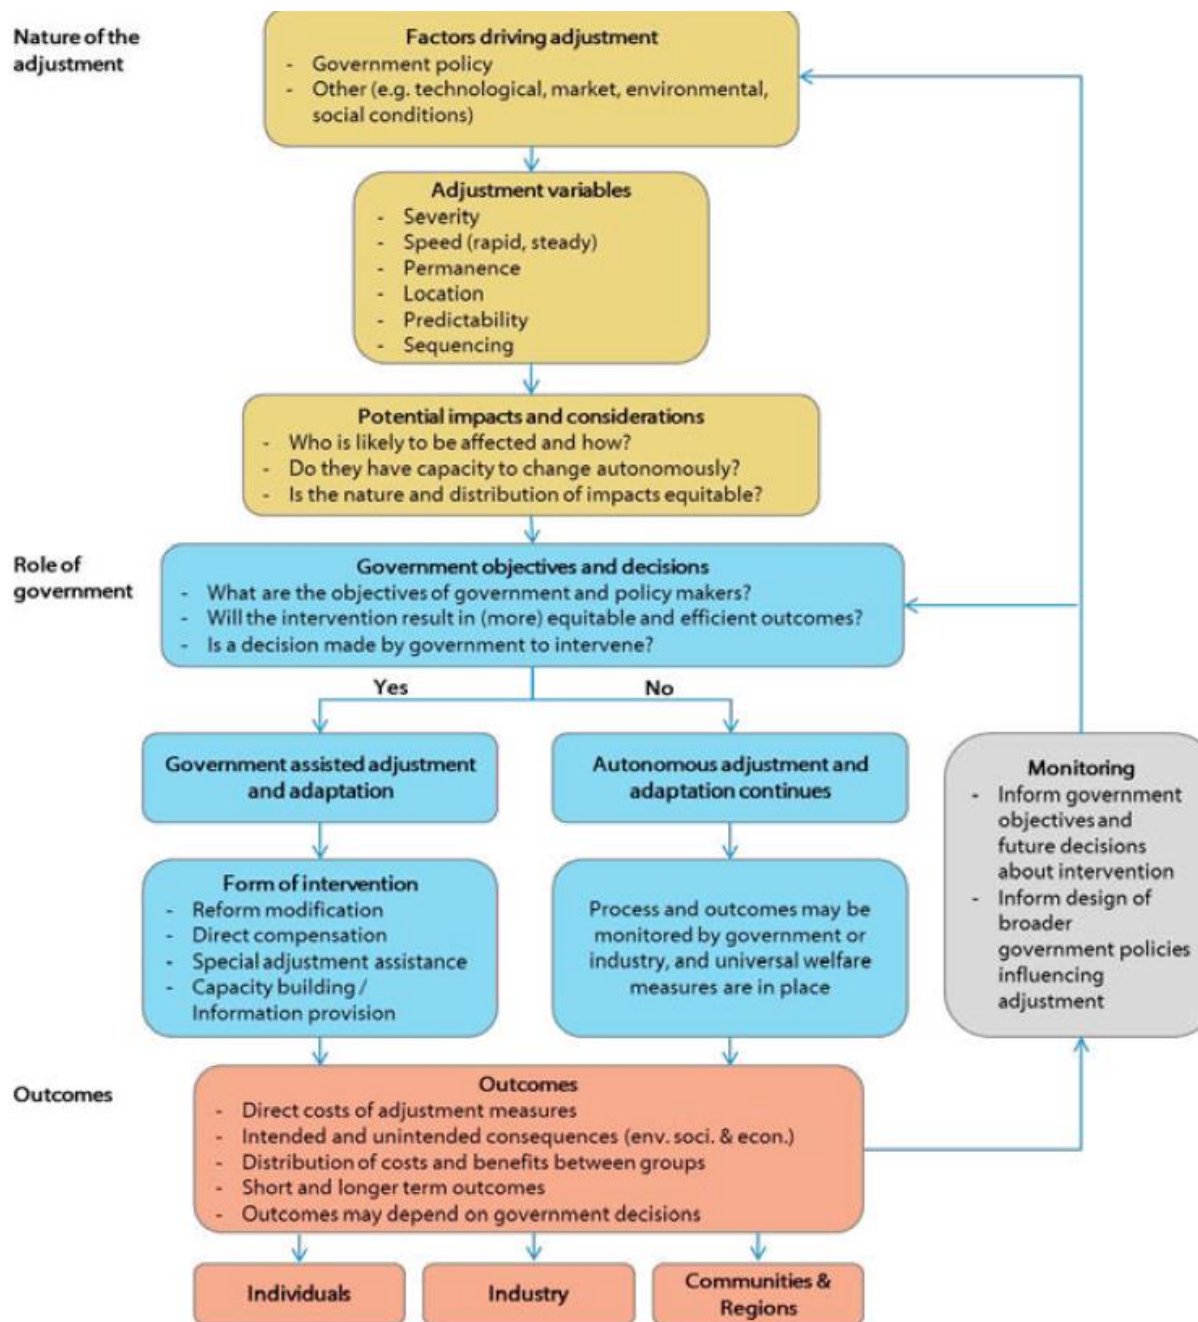 Nature of the
adjustment
Factors driving adjustment
- Government policy
- Other (e.g. technological, market, environmental,
social conditions)
Adjustment variables
- Severity
- Speed (rapid, steady)
- Permanence
- Location
- Predictability
- Sequencing
Potential impacts and considerations
- Who is likely to be affected and how?
- Do they have capacity to change autonomously?
- Is the nature and distribution of impacts equitable?
Role of
government
Government objectives and decisions
- What are the objectives of government and policy makers?
- Will the intervention result in (more) equitable and efficient outcomes?
- Is a decision made by government to intervene?
Yes
No
Government assisted adjustment
and adaptation
Autonomous adjustment and
adaptation continues
Form of intervention
- Reform modification
- Direct compensation
- Special adjustment assistance
- Capacity building /
Information provision
Process and outcomes may be
monitored by government or
industry, and universal welfare
measures are in place
Monitoring
- Inform government
objectives and
future decisions
about intervention
- Inform design of
broader
government policies
influencing
adjustment
Outcomes
Outcomes
- Direct costs of adjustment measures
- Intended and unintended consequences (env. soci. & econ.)
- Distribution of costs and benefits between groups
- Short and longer term outcomes
- Outcomes may depend on government decisions
Individuals
Industry
Communities &
Regions